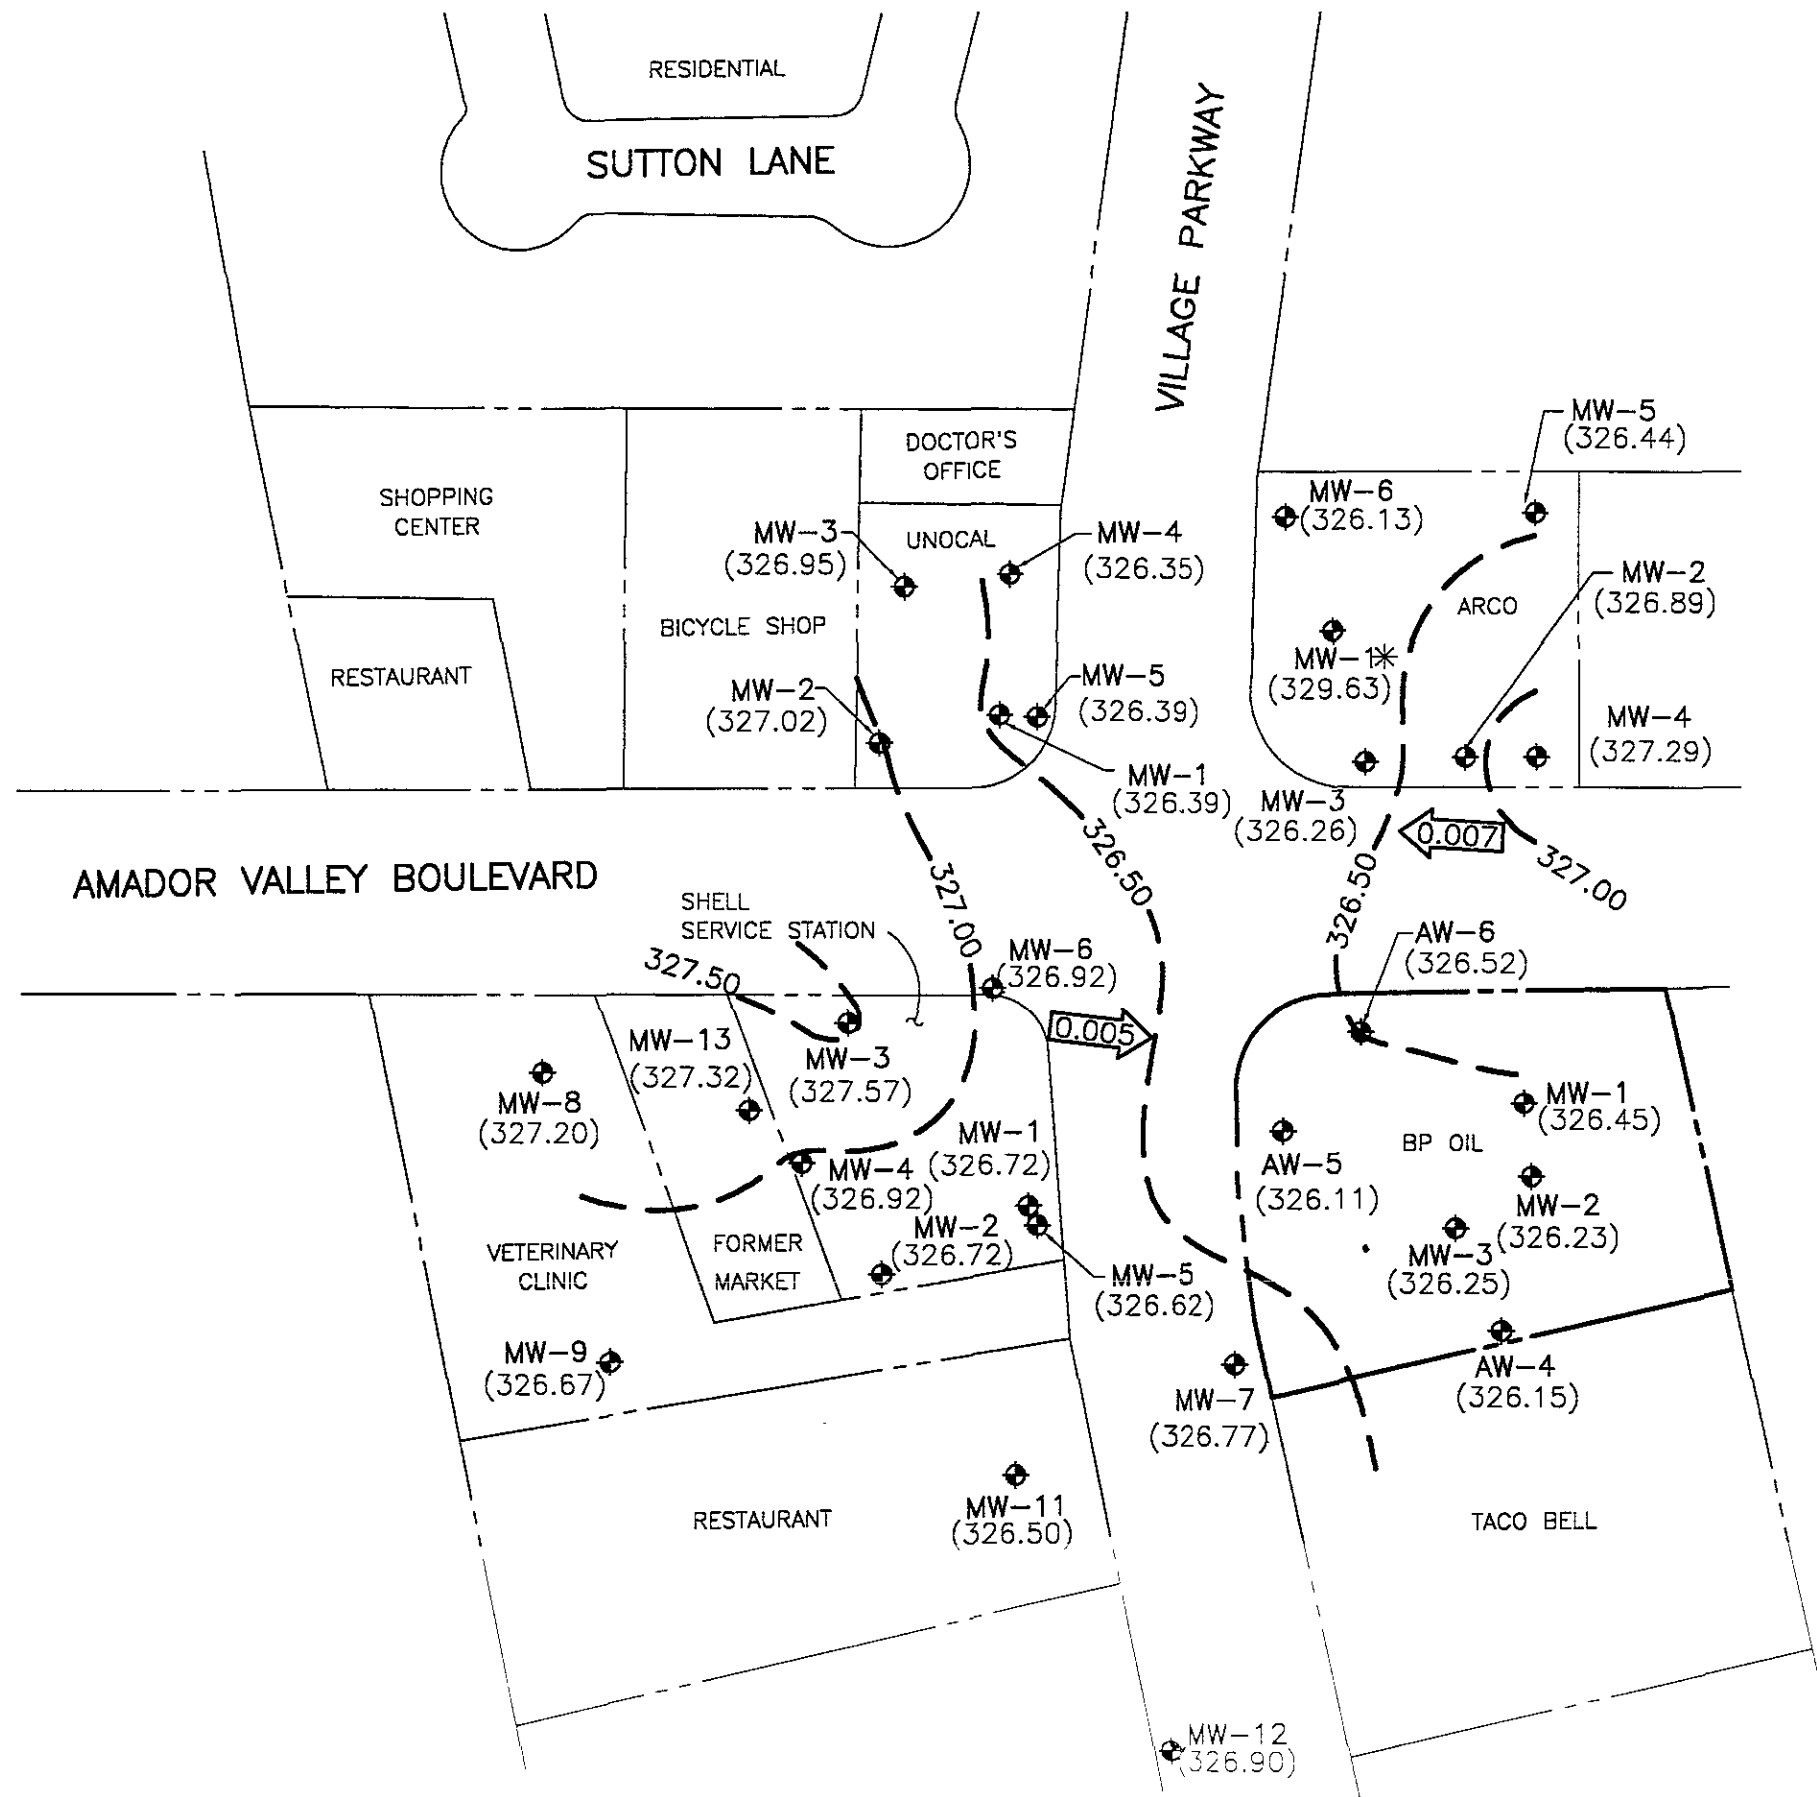 RESIDENTIAL
SUTTON LANE
VILLAGE PARKWAY
DOCTOR'S
OFFICE
SHOPPING
CENTER
MW-5
(326.44)
MW-6
(326.13)
MW-3
(326.95)
UNOCAL
MW-4
(326.35)
MW-2
(326.89)
ARCO
BICYCLE SHOP
RESTAURANT
MW-1*
(329.63)
MW-2
(327.02)
MW-5
(326.39)
MW-4
(327.29)
MW-1
(326.39)
MW-3
(326.26)
0.007
326.50
327.00
326.50
327.00
AMADOR VALLEY BOULEVARD
SHELL
SERVICE STATION
327.50
MW-6
(326.92)
AW-6
(326.52)
0.005
MW-13
(327.32)
MW-3
(327.57)
MW-8
(327.20)
MW-1
(326.45)
MW-1
(326.72)
BP OIL
AW-5
(326.11)
MW-4
(326.92)
MW-2
(326.23)
MW-2
(326.72)
MW-3
(326.25)
VETERINARY
CLINIC
FORMER
MARKET
MW-5
(326.62)
MW-9
(326.67)
AW-4
(326.15)
MW-7
(326.77)
MW-11
(326.50)
RESTAURANT
TACO BELL
MW-12
(326.90)